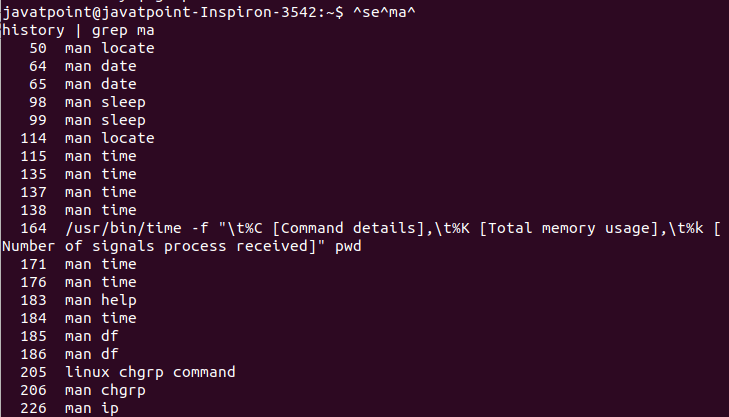 javatpoint@javatpoint-Inspiron-3542:~$ ^se^ma^
history | grep ma
50 man locate
64 man date
65 man date
98 man sleep
99 man sleep
114 man locate
115 man time
135 man time
137 man time
138 man time
164 /usr/bin/time -f "\t%C [Command details],\t%K [Total memory usage],\t%k [
Number of signals process received]" pwd
171 man time
176 man time
183 man help
184 man time
185 man df
186 man df
205 linux chgrp command
206 man chgrp
226 man ip